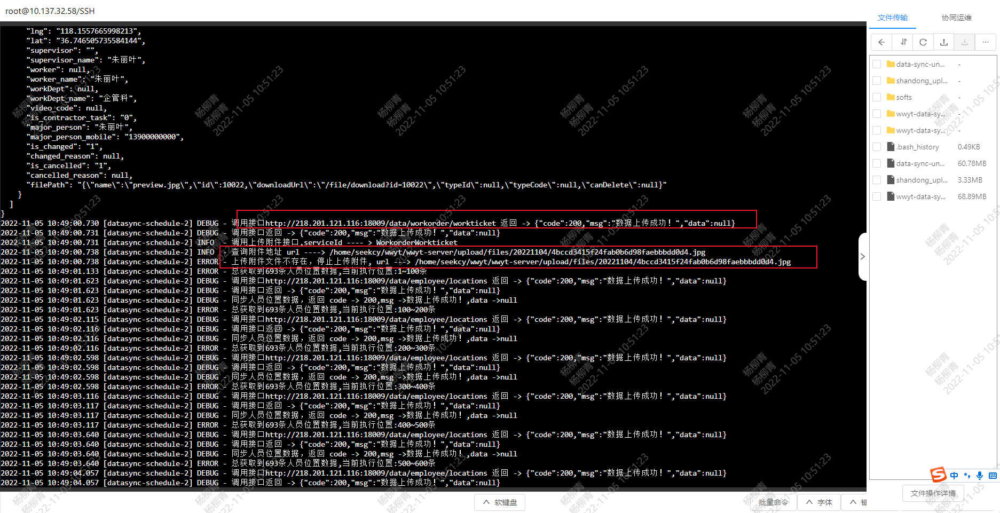 root@10.137.32.58/SSH
"lng": "118.1557665998213",
"lat": "36.746505735584144",
"supervisor": "",
"supervisor_name": "朱丽叶",
"worker": null,
"worker_name": "朱丽叶",
"workDept": null,
"workDept_name": "企管科",
"video_code": null,
"is_contractor_task": "0",
"major_person": "朱丽叶",
"major_person_mobile": "13900000000",
"is_changed": "1",
"changed_reason": null,
"is_cancelled": "1",
"cancelled_reason": null,
"filePath": "{\"name\":\"preview.jpg\",\"id\":10022,\"downloadUrl\":\"/file/download?id=10022\",\"typeId\":null,\"typeCode\":null,\"canDelete\":null}"
}
]
}
2022-11-05 10:49:00.730 [datasync-schedule-2] DEBUG - 调用接口http://218.201.121.116:18009/data/workorder/workticket 返回 -> {"code":200,"msg":"数据上传成功！","data":null}
2022-11-05 10:49:00.731 [datasync-schedule-2] DEBUG - 调用接口返回 -> {"code":200,"msg":"数据上传成功！","data":null}
2022-11-05 10:49:00.731 [datasync-schedule-2] INFO  - 调用上传附件接口,serviceId ---- > WorkorderWorkticket
2022-11-05 10:49:00.738 [datasync-schedule-2] INFO  - 查询附件地址 url ----> /home/seekcy/wwyt/wwyt-server/upload/files/20221104/4bccd3415f24fab0b6d98faebbbdd0d4.jpg
2022-11-05 10:49:00.738 [datasync-schedule-2] ERROR - 上传附件文件不存在，停止上传附件, url ---> /home/seekcy/wwyt/wwyt-server/upload/files/20221104/4bccd3415f24fab0b6d98faebbbdd0d4.jpg
2022-11-05 10:49:01.133 [datasync-schedule-2] ERROR - 总获取到693条人员位置数据,当前执行位置:1~100条
2022-11-05 10:49:01.623 [datasync-schedule-2] DEBUG - 调用接口http://218.201.121.116:18009/data/employee/locations 返回 -> {"code":200,"msg":"数据上传成功！","data":null}
2022-11-05 10:49:01.623 [datasync-schedule-2] DEBUG - 调用接口返回 -> {"code":200,"msg":"数据上传成功！","data":null}
2022-11-05 10:49:01.623 [datasync-schedule-2] DEBUG - 同步人员位置数据，返回 code -> 200,msg ->数据上传成功！,data ->null
2022-11-05 10:49:01.623 [datasync-schedule-2] ERROR - 总获取到693条人员位置数据,当前执行位置:100~200条
2022-11-05 10:49:02.115 [datasync-schedule-2] DEBUG - 调用接口http://218.201.121.116:18009/data/employee/locations 返回 -> {"code":200,"msg":"数据上传成功！","data":null}
2022-11-05 10:49:02.116 [datasync-schedule-2] DEBUG - 调用接口返回 -> {"code":200,"msg":"数据上传成功！","data":null}
2022-11-05 10:49:02.116 [datasync-schedule-2] DEBUG - 同步人员位置数据，返回 code -> 200,msg ->数据上传成功！,data ->null
2022-11-05 10:49:02.116 [datasync-schedule-2] ERROR - 总获取到693条人员位置数据,当前执行位置:200~300条
2022-11-05 10:49:02.598 [datasync-schedule-2] DEBUG - 调用接口http://218.201.121.116:18009/data/employee/locations 返回 -> {"code":200,"msg":"数据上传成功！","data":null}
2022-11-05 10:49:02.598 [datasync-schedule-2] DEBUG - 调用接口返回 -> {"code":200,"msg":"数据上传成功！","data":null}
2022-11-05 10:49:02.598 [datasync-schedule-2] DEBUG - 同步人员位置数据，返回 code -> 200,msg ->数据上传成功！,data ->null
2022-11-05 10:49:02.598 [datasync-schedule-2] ERROR - 总获取到693条人员位置数据,当前执行位置:300~400条
2022-11-05 10:49:03.116 [datasync-schedule-2] DEBUG - 调用接口http://218.201.121.116:18009/data/employee/locations 返回 -> {"code":200,"msg":"数据上传成功！","data":null}
2022-11-05 10:49:03.117 [datasync-schedule-2] DEBUG - 调用接口返回 -> {"code":200,"msg":"数据上传成功！","data":null}
2022-11-05 10:49:03.117 [datasync-schedule-2] DEBUG - 同步人员位置数据，返回 code -> 200,msg ->数据上传成功！,data ->null
2022-11-05 10:49:03.117 [datasync-schedule-2] ERROR - 总获取到693条人员位置数据,当前执行位置:400~500条
2022-11-05 10:49:03.640 [datasync-schedule-2] DEBUG - 调用接口http://218.201.121.116:18009/data/employee/locations 返回 -> {"code":200,"msg":"数据上传成功！","data":null}
2022-11-05 10:49:03.640 [datasync-schedule-2] DEBUG - 调用接口返回 -> {"code":200,"msg":"数据上传成功！","data":null}
2022-11-05 10:49:03.640 [datasync-schedule-2] DEBUG - 同步人员位置数据，返回 code -> 200,msg ->数据上传成功！,data ->null
2022-11-05 10:49:03.640 [datasync-schedule-2] ERROR - 总获取到693条人员位置数据,当前执行位置:500~600条
2022-11-05 10:49:04.057 [datasync-schedule-2] DEBUG - 调用接口http://218.201.121.116:18009/data/employee/locations 返回 -> {"code":200,"msg":"数据上传成功！","data":null}
2022-11-05 10:49:04.057 [datasync-schedule-2] DEBUG - 调用接口返回 -> {"code":200,"msg":"数据上传成功！","data":null}
软键盘
批量命令
字体
键
文件传输 协同运维
data-sync-un... -
shandong_upl... -
softs -
wwyt-data-sy... -
wwyt-data-sy... -
.bash_history 0.49KB
data-sync-un... 60.78MB
shandong_upl... 3.33MB
wwyt-data-sy... 68.89MB
中
文件操作详情
杨柳青
杨柳青
2022-11-05 10:51:23